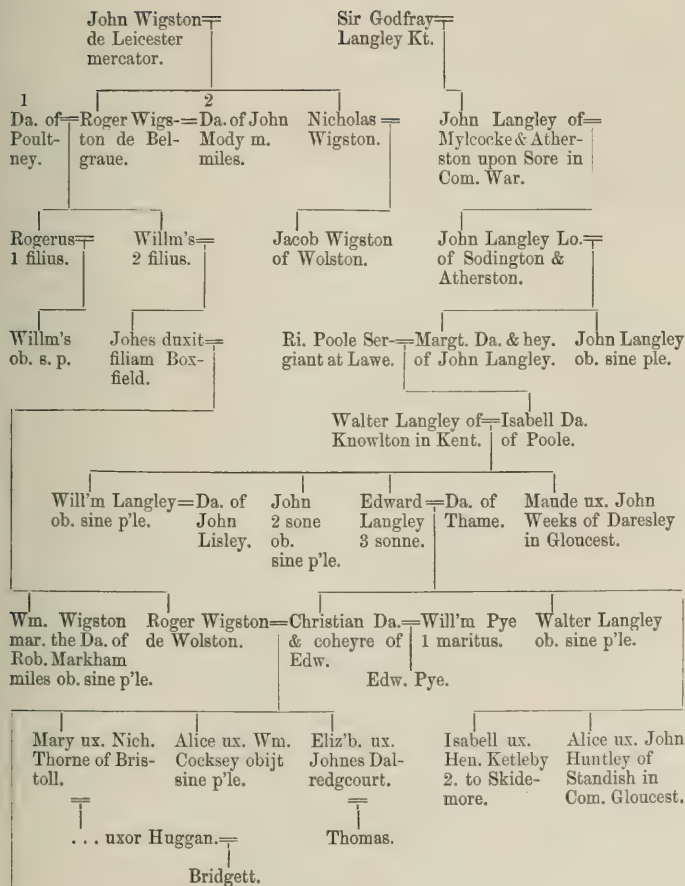 John Wigston
de Leicester
mercator.
Sir Godfray
Langley Kt.
1
Da. of
Poult-
ney.
Roger Wigs-
ton de Bel-
graue.
2
Da. of John
Mody m.
miles.
Nicholas
Wigston.
John Langley of
Mylcocke & Ather-
ston upon Sore in
Com. War.
Rogerus
1 filius.
Willm's
2 filius.
Jacob Wigston
of Wolston.
John Langley Lo.
of Sodington &
Atherston.
Willm's
ob. s. p.
Johes duxit
filiam Box-
field.
Ri. Poole Ser-
giant at Lawe.
Margt. Da. & hey.
of John Langley.
John Langley
ob. sine ple.
Walter Langley of
Knowlton in Kent.
Isabell Da.
of Poole.
Will'm Langley
ob. sine p'le.
Da. of
John
Lisley.
John
2 sone
ob.
sine p'le.
Edward
Langley
3 sonne.
Da. of
Thame.
Maude ux. John
Weeks of Daresley
in Gloucest.
Wm. Wigston
mar. the Da. of
Rob. Markham
miles ob. sine p'le.
Roger Wigston
de Wolston.
Christian Da.
& coheyre of
Edw.
Will'm Pye
1 maritus.
Walter Langley
ob. sine p'le.
Edw. Pye.
Mary ux. Nich.
Thorne of Bris-
toll.
Alice ux. Wm.
Cocksey obijt
sine p'le.
Eliz'b. ux.
Johnes Dal-
redgcourt.
Isabell ux.
Hen. Ketleby
2. to Skide-
more.
Alice ux. John
Huntley of
Standish in
Com. Gloucest.
. . . uxor Huggan.
Thomas.
Bridgett.